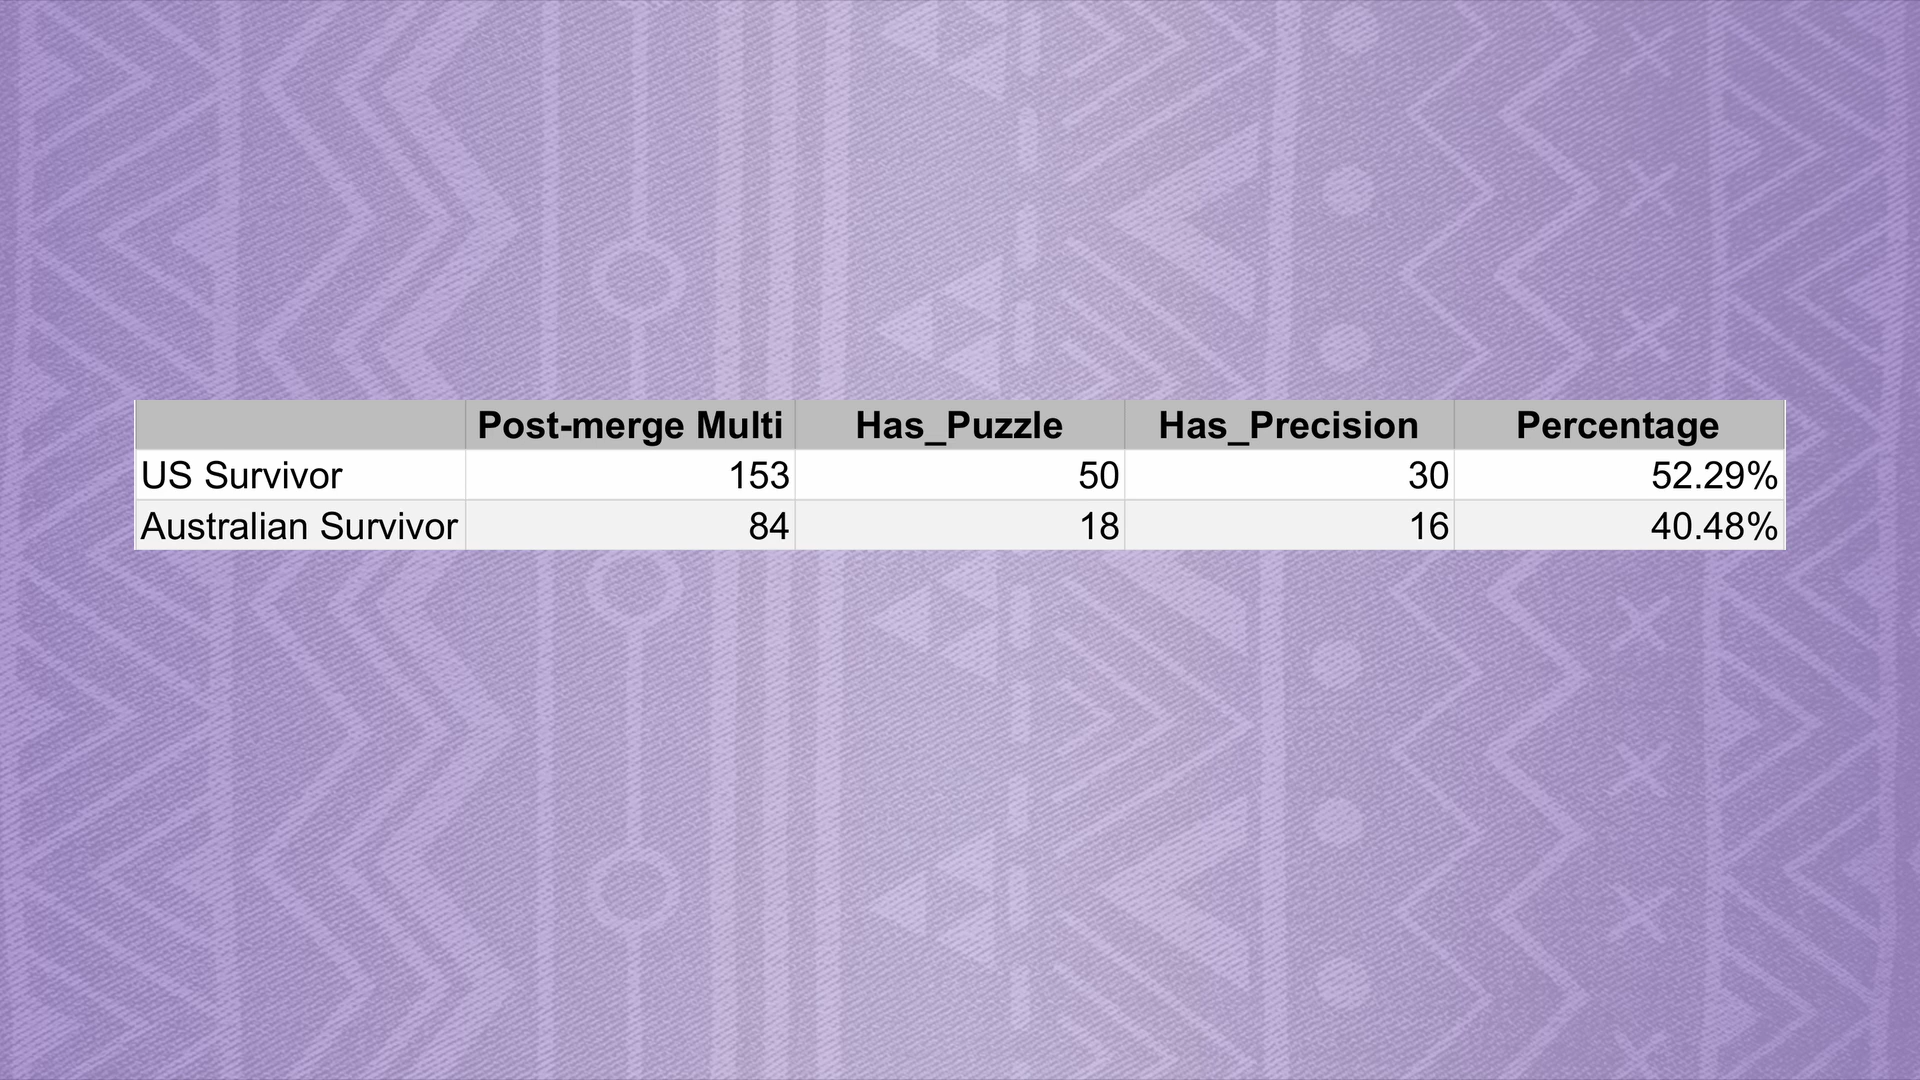 Post-merge Multi Has_Puzzle Has_Precision Percentage
US Survivor 153 50 30 52.29%
Australian Survivor 84 18 16 40.48%